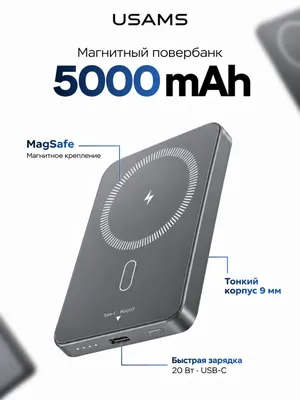 USAMS
Магнитный повербанк
5000 mAh
MagSafe
Магнитное крепление
Тонкий
корпус 9 мм
Быстрая зарядка
20 Вт · USB-C